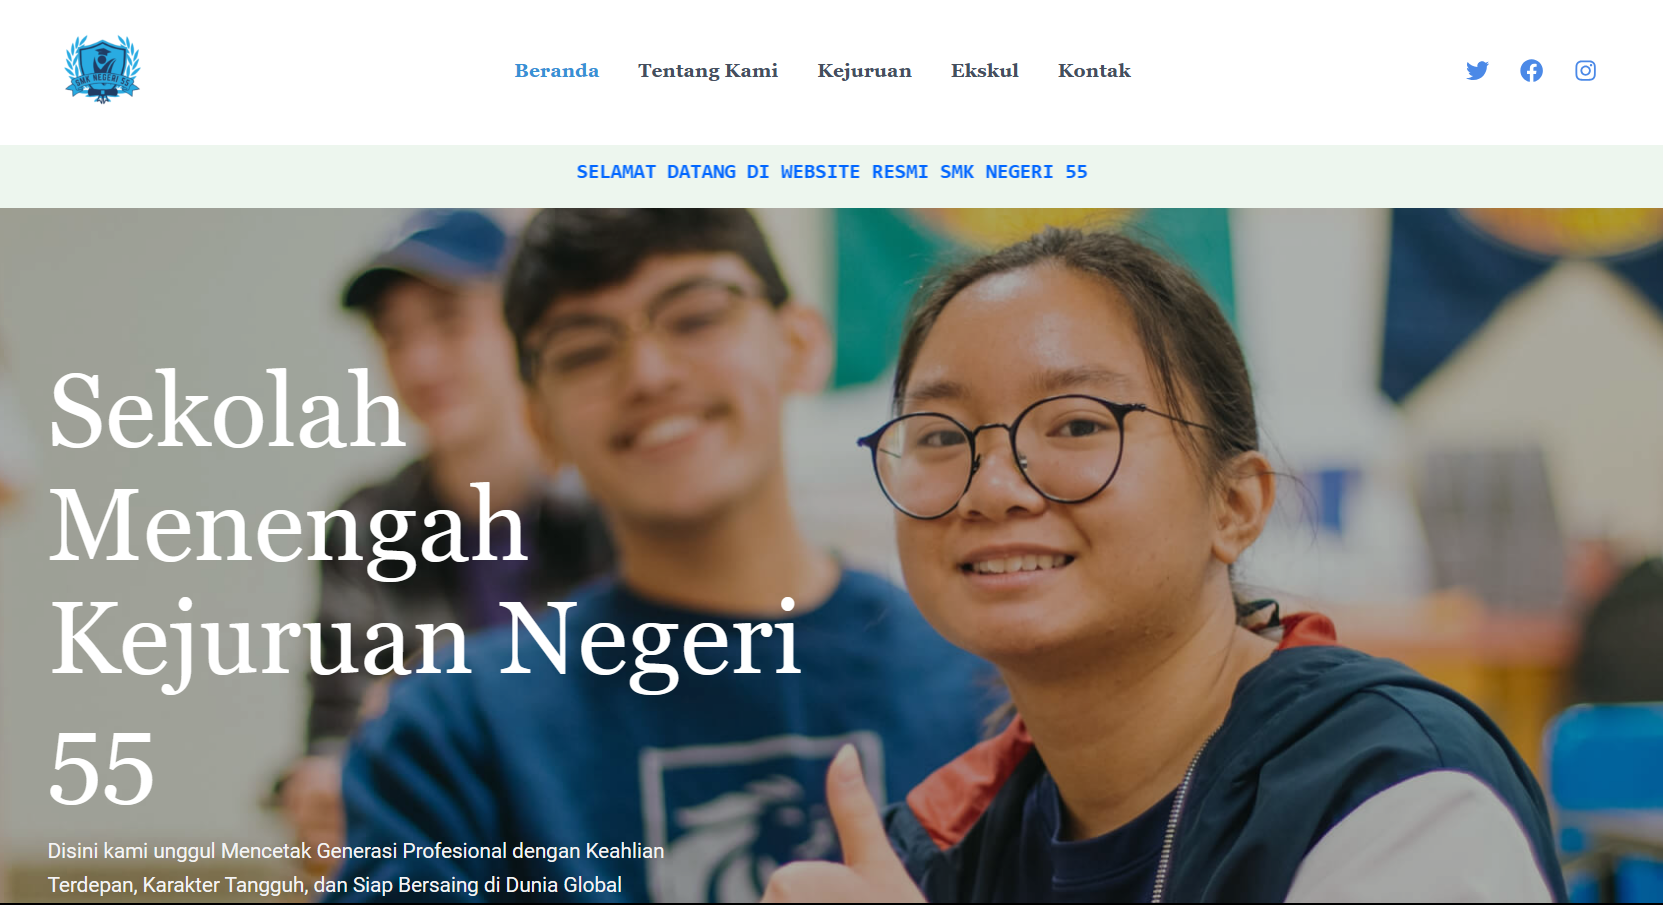 SMK NEGERI 55
Beranda Tentang Kami Kejuruan Ekskul Kontak
SELAMAT DATANG DI WEBSITE RESMI SMK NEGERI 55
Sekolah
Menengah
Kejuruan Negeri
55
Disini kami unggul Mencetak Generasi Profesional dengan Keahlian
Terdepan, Karakter Tangguh, dan Siap Bersaing di Dunia Global